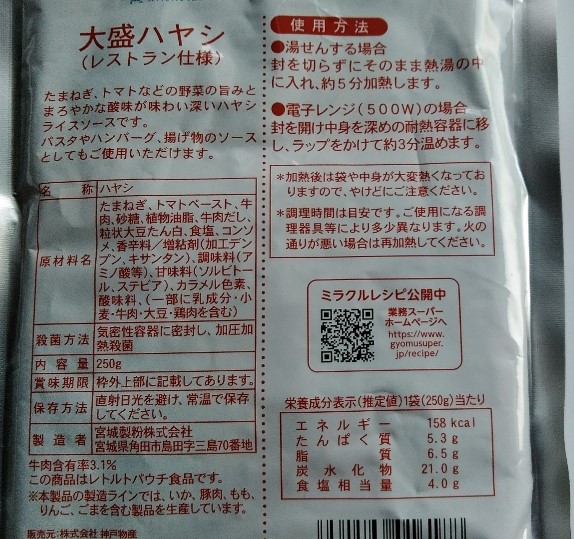 大盛ハヤシ
(レストラン仕様)
たまねぎ、トマトなどの野菜の旨みと
まろやかな酸味が味わい深いハヤシ
ライスソースです。
パスタやハンバーグ、揚げ物のソース
としてもご使用いただけます。
名 称 ハヤシ
原材料名 たまねぎ、トマトペースト、牛
肉、砂糖、植物油脂、牛肉だし、
粒状大豆たん白、食塩、コンソ
メ、香辛料／増粘剤(加工デン
プン、キサンタン)、調味料(ア
ミノ酸等)、甘味料(ソルビトー
ル、ステビア)、カラメル色素、
酸味料、(一部に乳成分・小
麦・牛肉・大豆・鶏肉を含む)
殺菌方法 気密性容器に密封し、加圧加
熱殺菌
内 容 量 250g
賞味期限 枠外上部に記載してあります。
保存方法 直射日光を避け、常温で保存
してください。
製 造 者 宮城製粉株式会社
宮城県角田市島田字三島70番地
牛肉含有率3.1%
この商品はレトルトパウチ食品です。
※本製品の製造ラインでは、いか、豚肉、もも、
りんご、ごまを含む製品を生産しています。
販売元:株式会社 神戸物産
使用方法
●湯せんする場合
封を切らずにそのまま熱湯の中
に入れ、約5分加熱します。
●電子レンジ(500W)の場合
封を開け中身を深めの耐熱容器に移
し、ラップをかけて約3分温めます。
*加熱後は袋や中身が大変熱くなってお
りますので、やけどにご注意ください。
*調理時間は目安です。ご使用になる調
理器具等により多少異なります。火の
通りが悪い場合は再加熱してください。
ミラクルレシピ公開中
業務スーパー
ホームページへ
https://www.
gyomusuper.
jp/recipe/
栄養成分表示(推定値)1袋(250g)当たり
エネルギー 158 kcal
たんぱく質 5.3 g
脂 質 6.5 g
炭水化物 21.0 g
食塩相当量 4.0 g